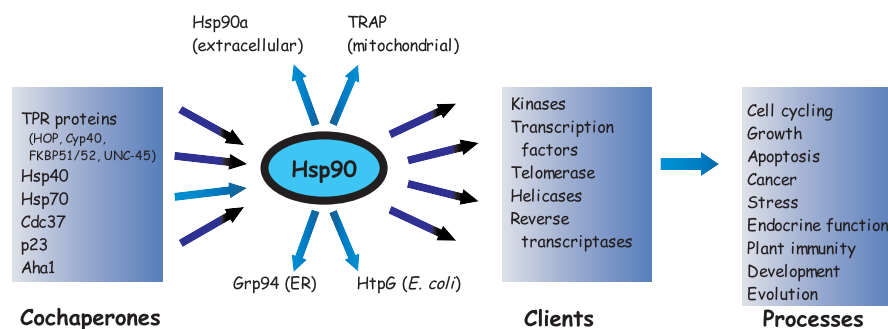 Hsp90a
(extracellular)
TRAP
(mitochondrial)
TPR proteins
(HOP, Cyp40,
FKBP51/52, UNC-45)
Hsp40
Hsp70
Cdc37
p23
Aha1
Cochaperones
Hsp90
Grp94 (ER)
HtpG (E. coli)
Kinases
Transcription
factors
Telomerase
Helicases
Reverse
transcriptases
Clients
Cell cycling
Growth
Apoptosis
Cancer
Stress
Endocrine function
Plant immunity
Development
Evolution
Processes